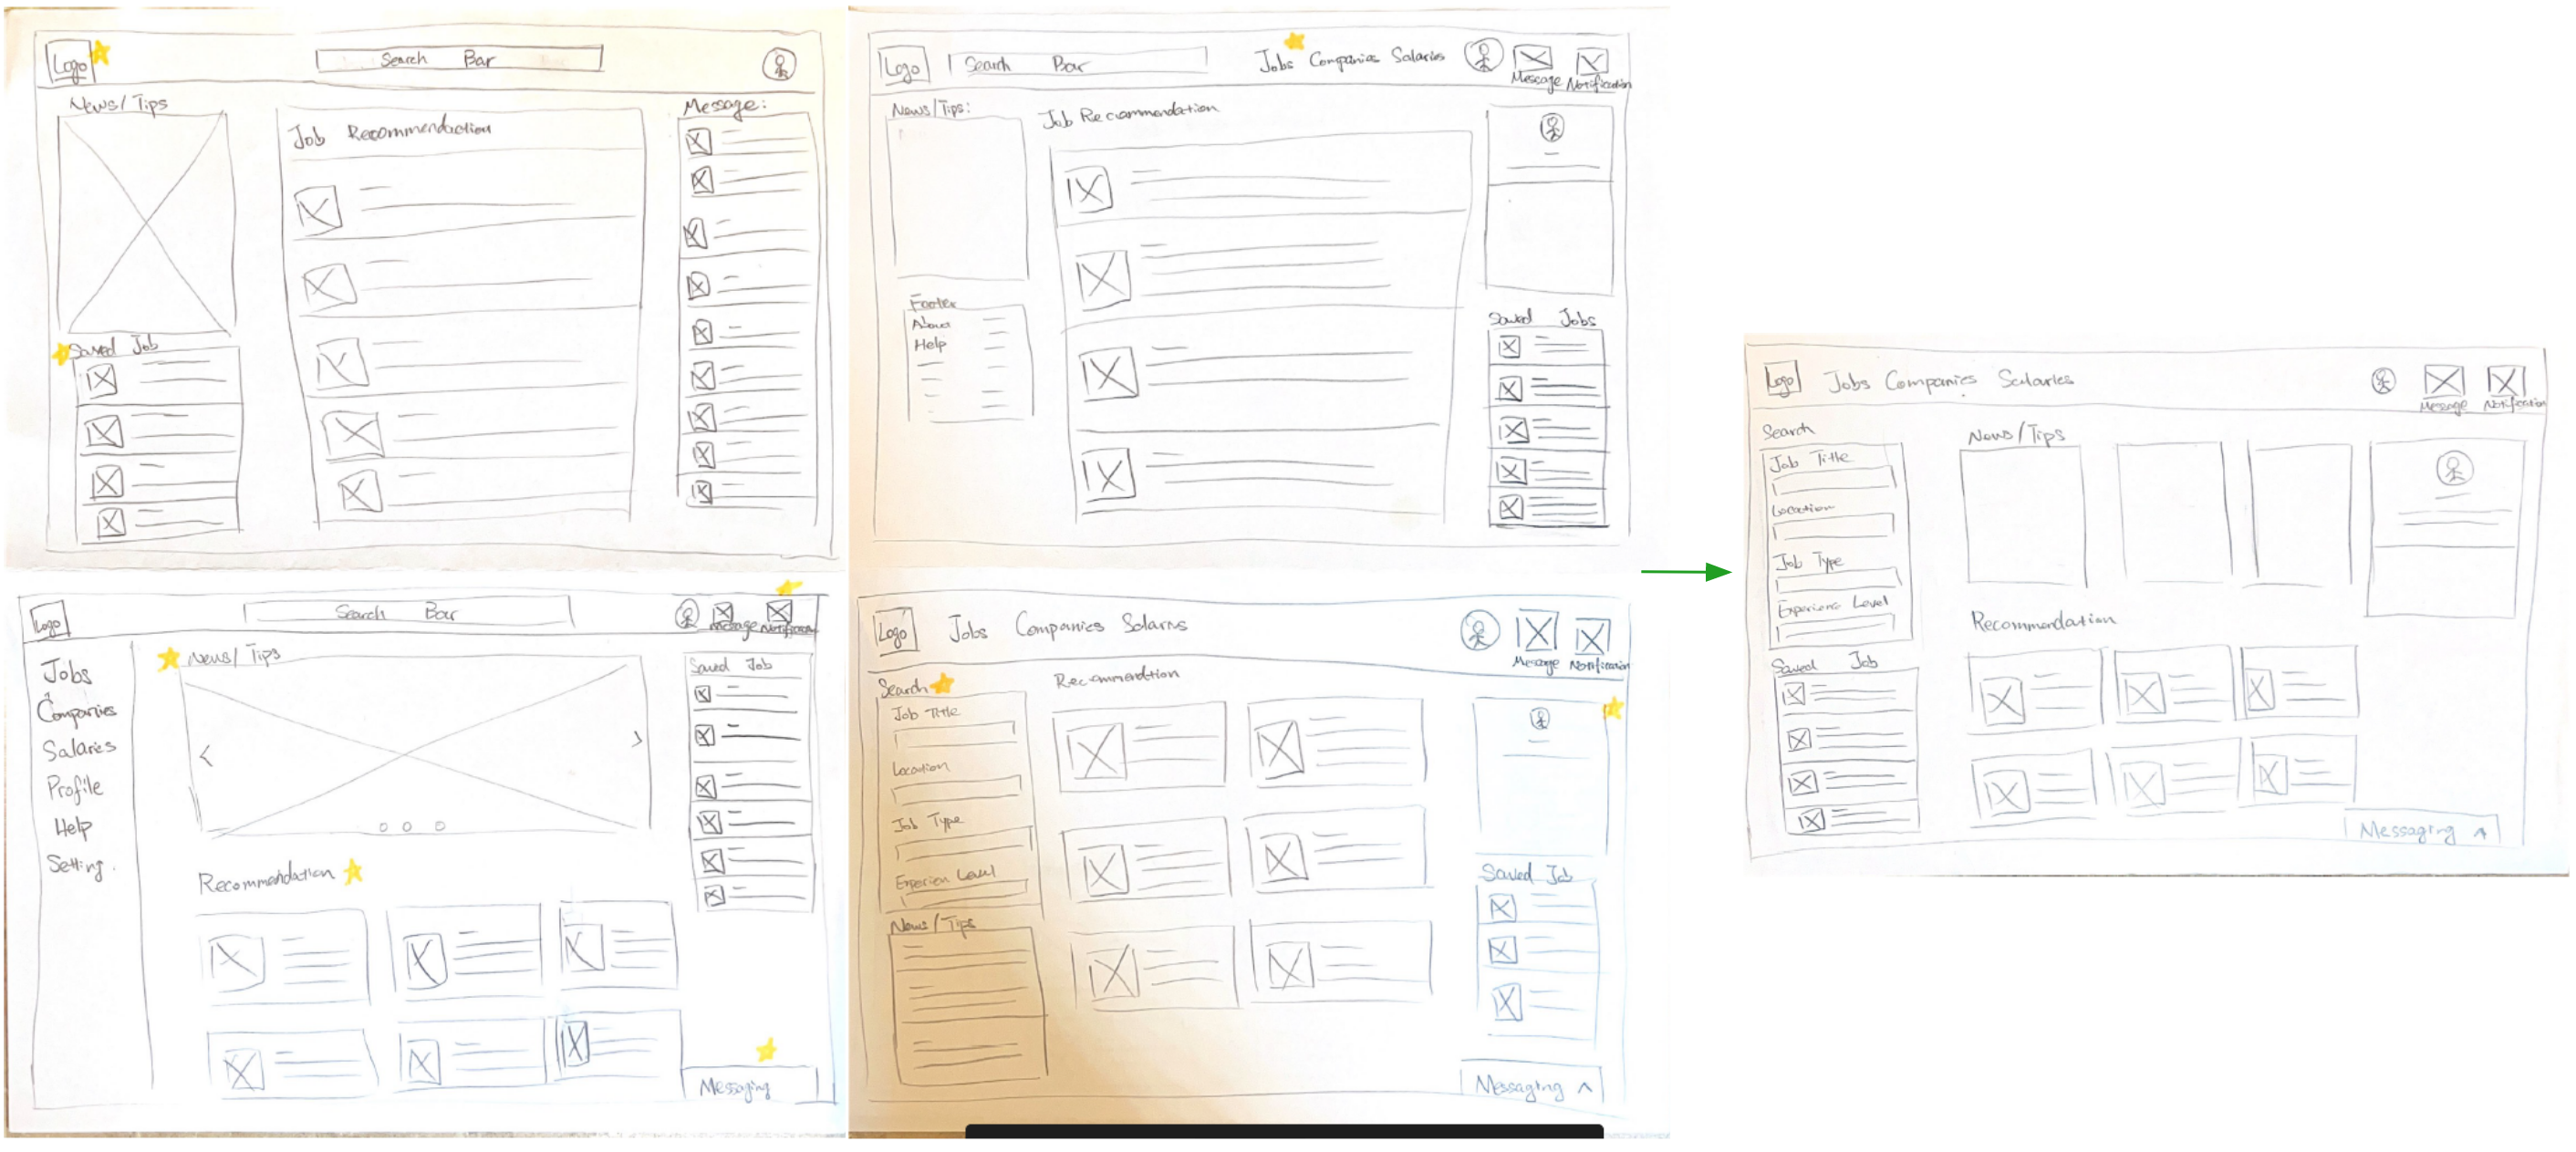 Logo
Search Bar
News/Tips
Job Recommendation
Message:
Saved Job
Logo
Search Bar
Jobs Companies Salaries
Message Notification
News/Tips:
Job Recommendation
Footer
About
Help
Saved Jobs
Logo
Search Bar
Message Notification
Jobs
Companies
Salaries
Profile
Help
Setting.
News/ Tips
Saved Job
Recommendation
Messaging
Logo
Jobs Companies Salaries
Message Notification
Search
Job Title
Location
Job Type
Experien Level
News/Tips
Recommendation
Saved Job
Messaging ^
Logo
Jobs Companies Salaries
Message Notification
Search
Job Title
Location
Job Type
Experience Level
Saved Job
News/Tips
Recommendation
Messaging ^